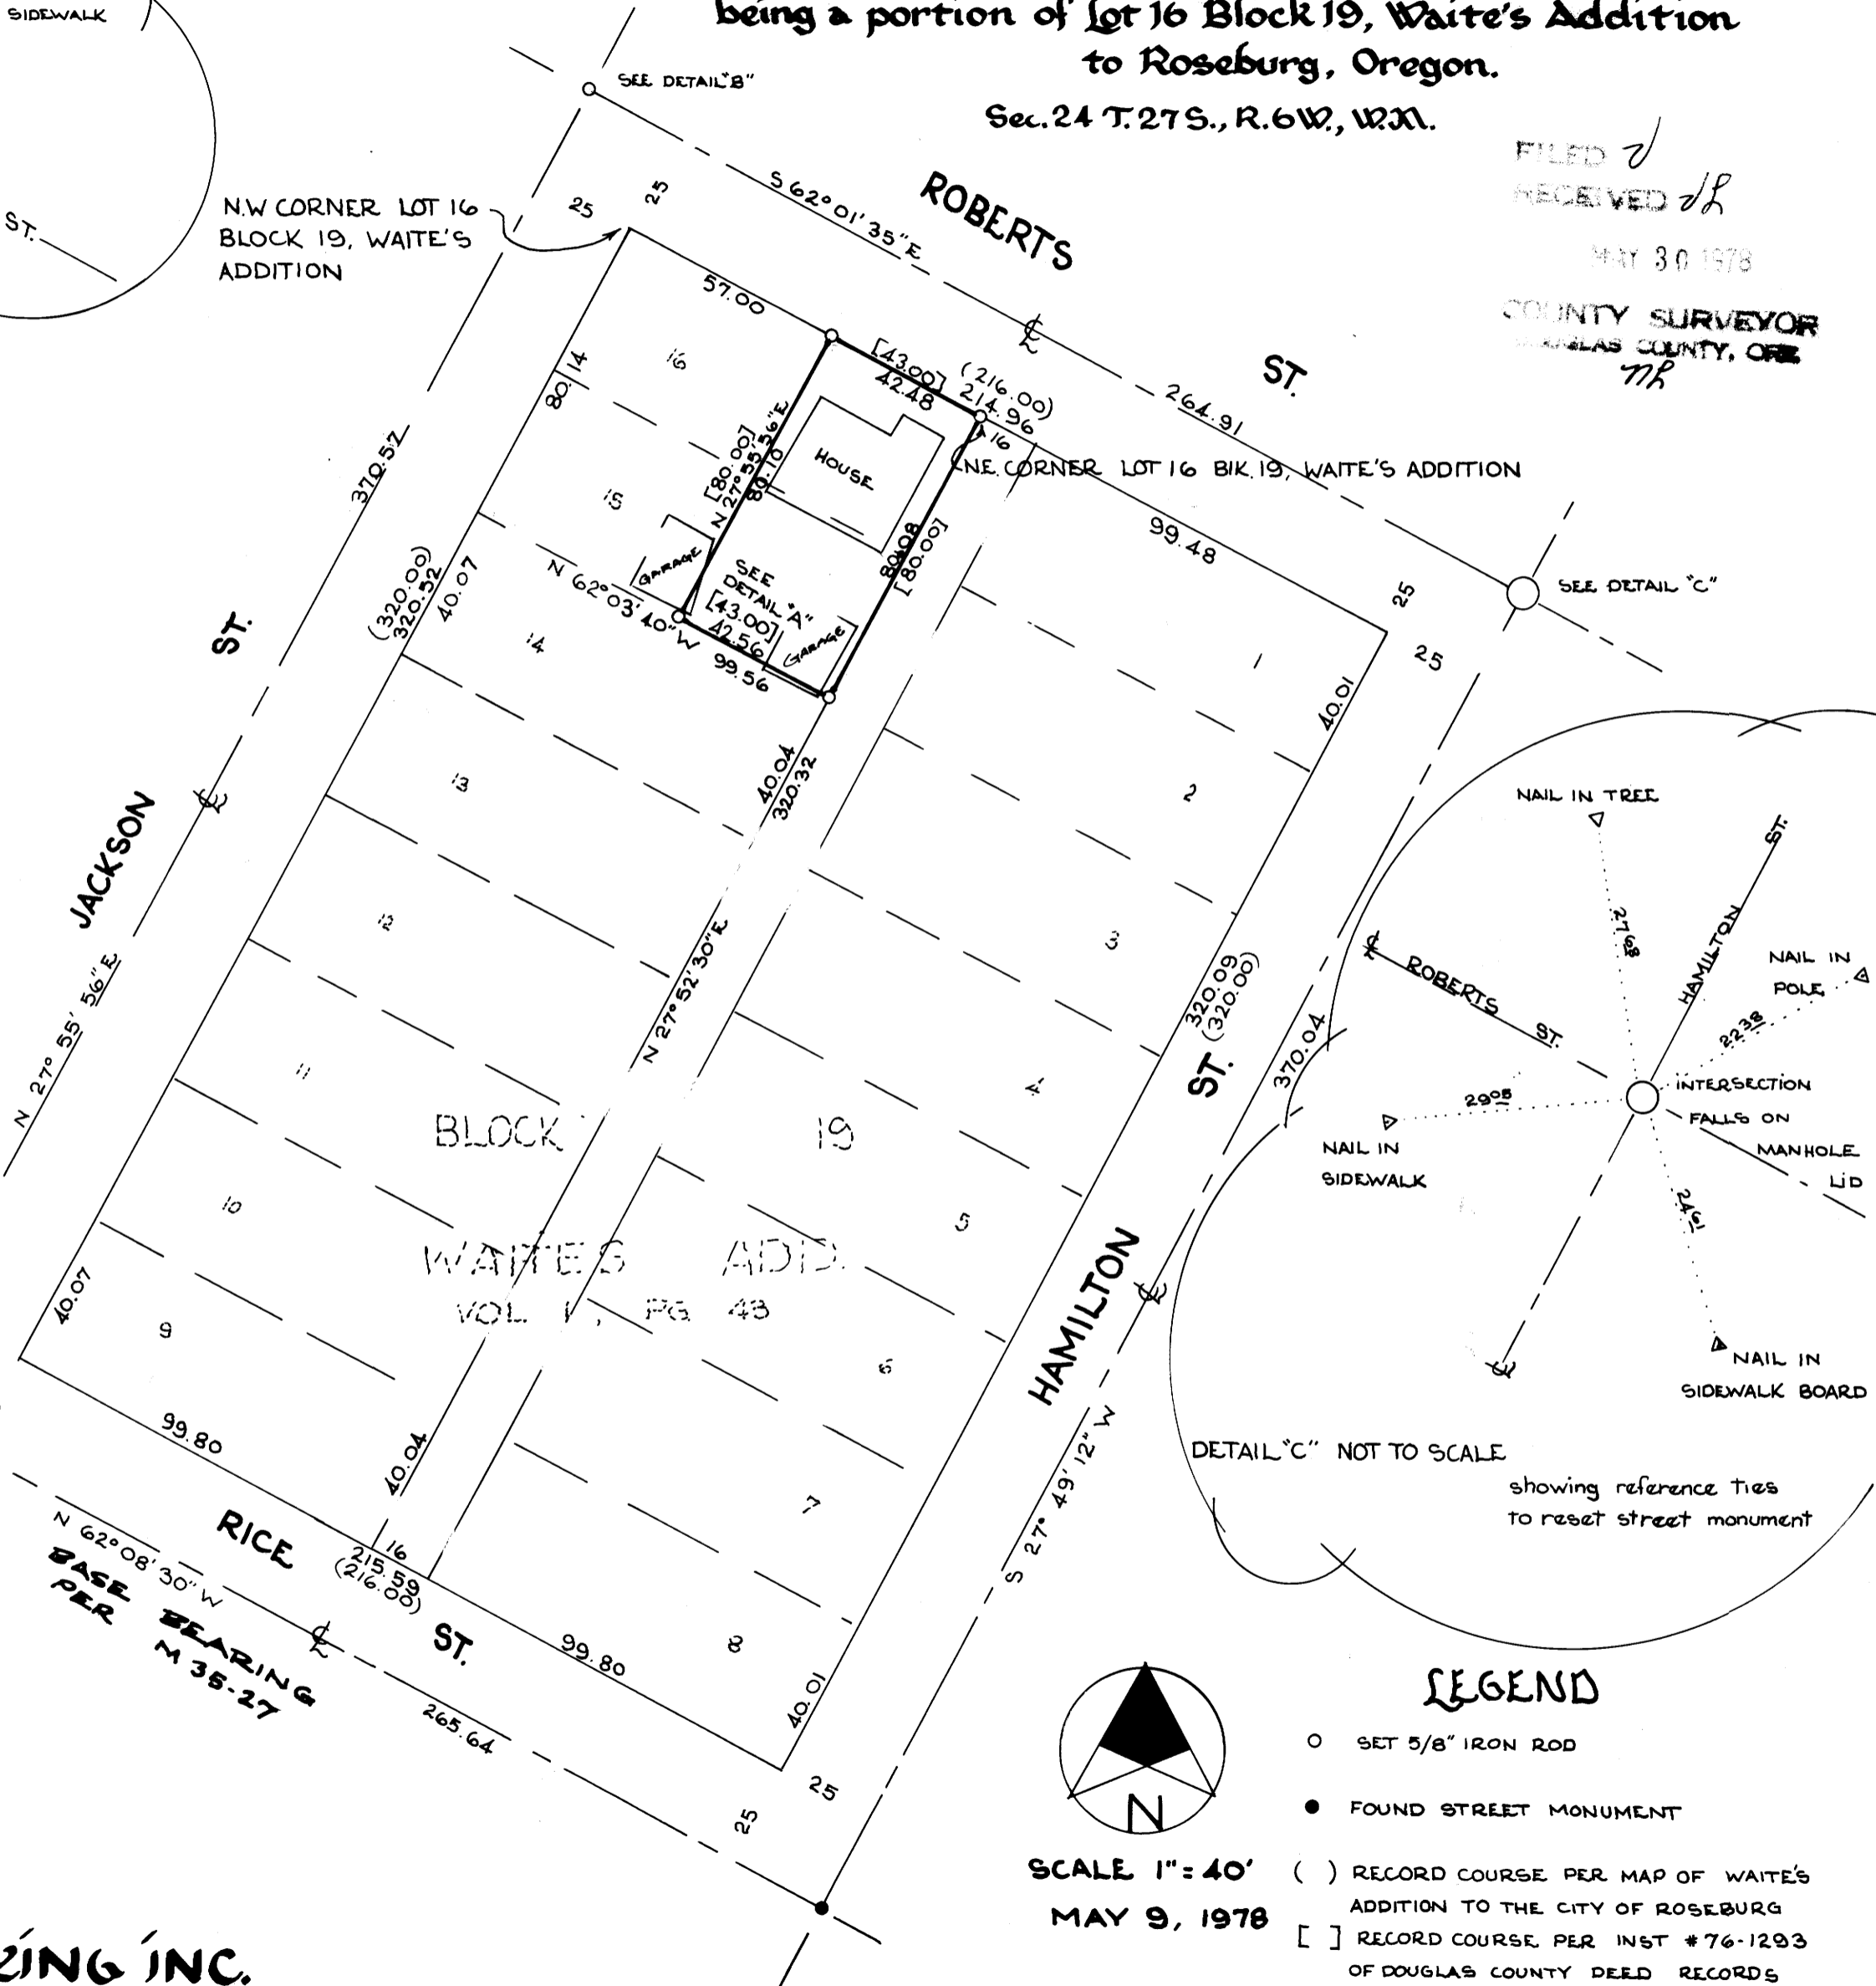 being a portion of Lot 16 Block 19, Waite's Addition
to Roseburg, Oregon.
Sec. 24 T. 27 S., R. 6 W., W.M.
SIDEWALK
ST.
SEE DETAIL "B"
FILED
RECEIVED
MAY 30 1978
COUNTY SURVEYOR
DOUGLAS COUNTY, ORE
N.W CORNER LOT 16
BLOCK 19, WAITE'S
ADDITION
25
25
S 62° 01' 35" E
ROBERTS
ST.
℄
264.91
57.00
[43.00]
42.48
(216.00)
214.96
16
N.E. CORNER LOT 16 BlK. 19, WAITE'S ADDITION
99.48
25
25
SEE DETAIL "C"
80.14
16
15
[80.00]
N 27° 55' 56" E
80.10
HOUSE
80.08
[80.00]
GARAGE
SEE
DETAIL "A"
[43.00]
42.56
GARAGE
N 62° 03' 40" W
99.56
370.57
(320.00)
320.52
40.07
ST.
JACKSON
℄
N 27° 55' 56" E
14
13
12
11
10
9
40.07
40.04
320.32
N 27° 52' 30" E
1
40.01
2
3
4
5
6
7
8
40.01
320.09
(320.00)
ST.
370.04
HAMILTON
℄
S 27° 49' 12" W
BLOCK 19
WAITE'S ADD.
VOL. 1, PG 43
99.80
40.04
16
215.59
(216.00)
99.80
RICE
ST.
N 62° 08' 30" W
BASE BEARING
PER M 35-27
℄
265.64
25
25
NAIL IN TREE
27 68
HAMILTON
ST.
NAIL IN
POLE
22 38
℄
ROBERTS
ST.
29 05
INTERSECTION
FALLS ON
MANHOLE
LiD
NAIL IN
SIDEWALK
24 61
℄
NAIL IN
SIDEWALK BOARD
DETAIL "C" NOT TO SCALE
showing reference Ties
to reset street monument
N
SCALE 1" = 40'
MAY 9, 1978
LEGEND
SET 5/8" IRON ROD
FOUND STREET MONUMENT
( ) RECORD COURSE PER MAP OF WAITE'S
ADDITION TO THE CITY OF ROSEBURG
[ ] RECORD COURSE PER INST #76-1293
OF DOUGLAS COUNTY DEED RECORDS
INC.